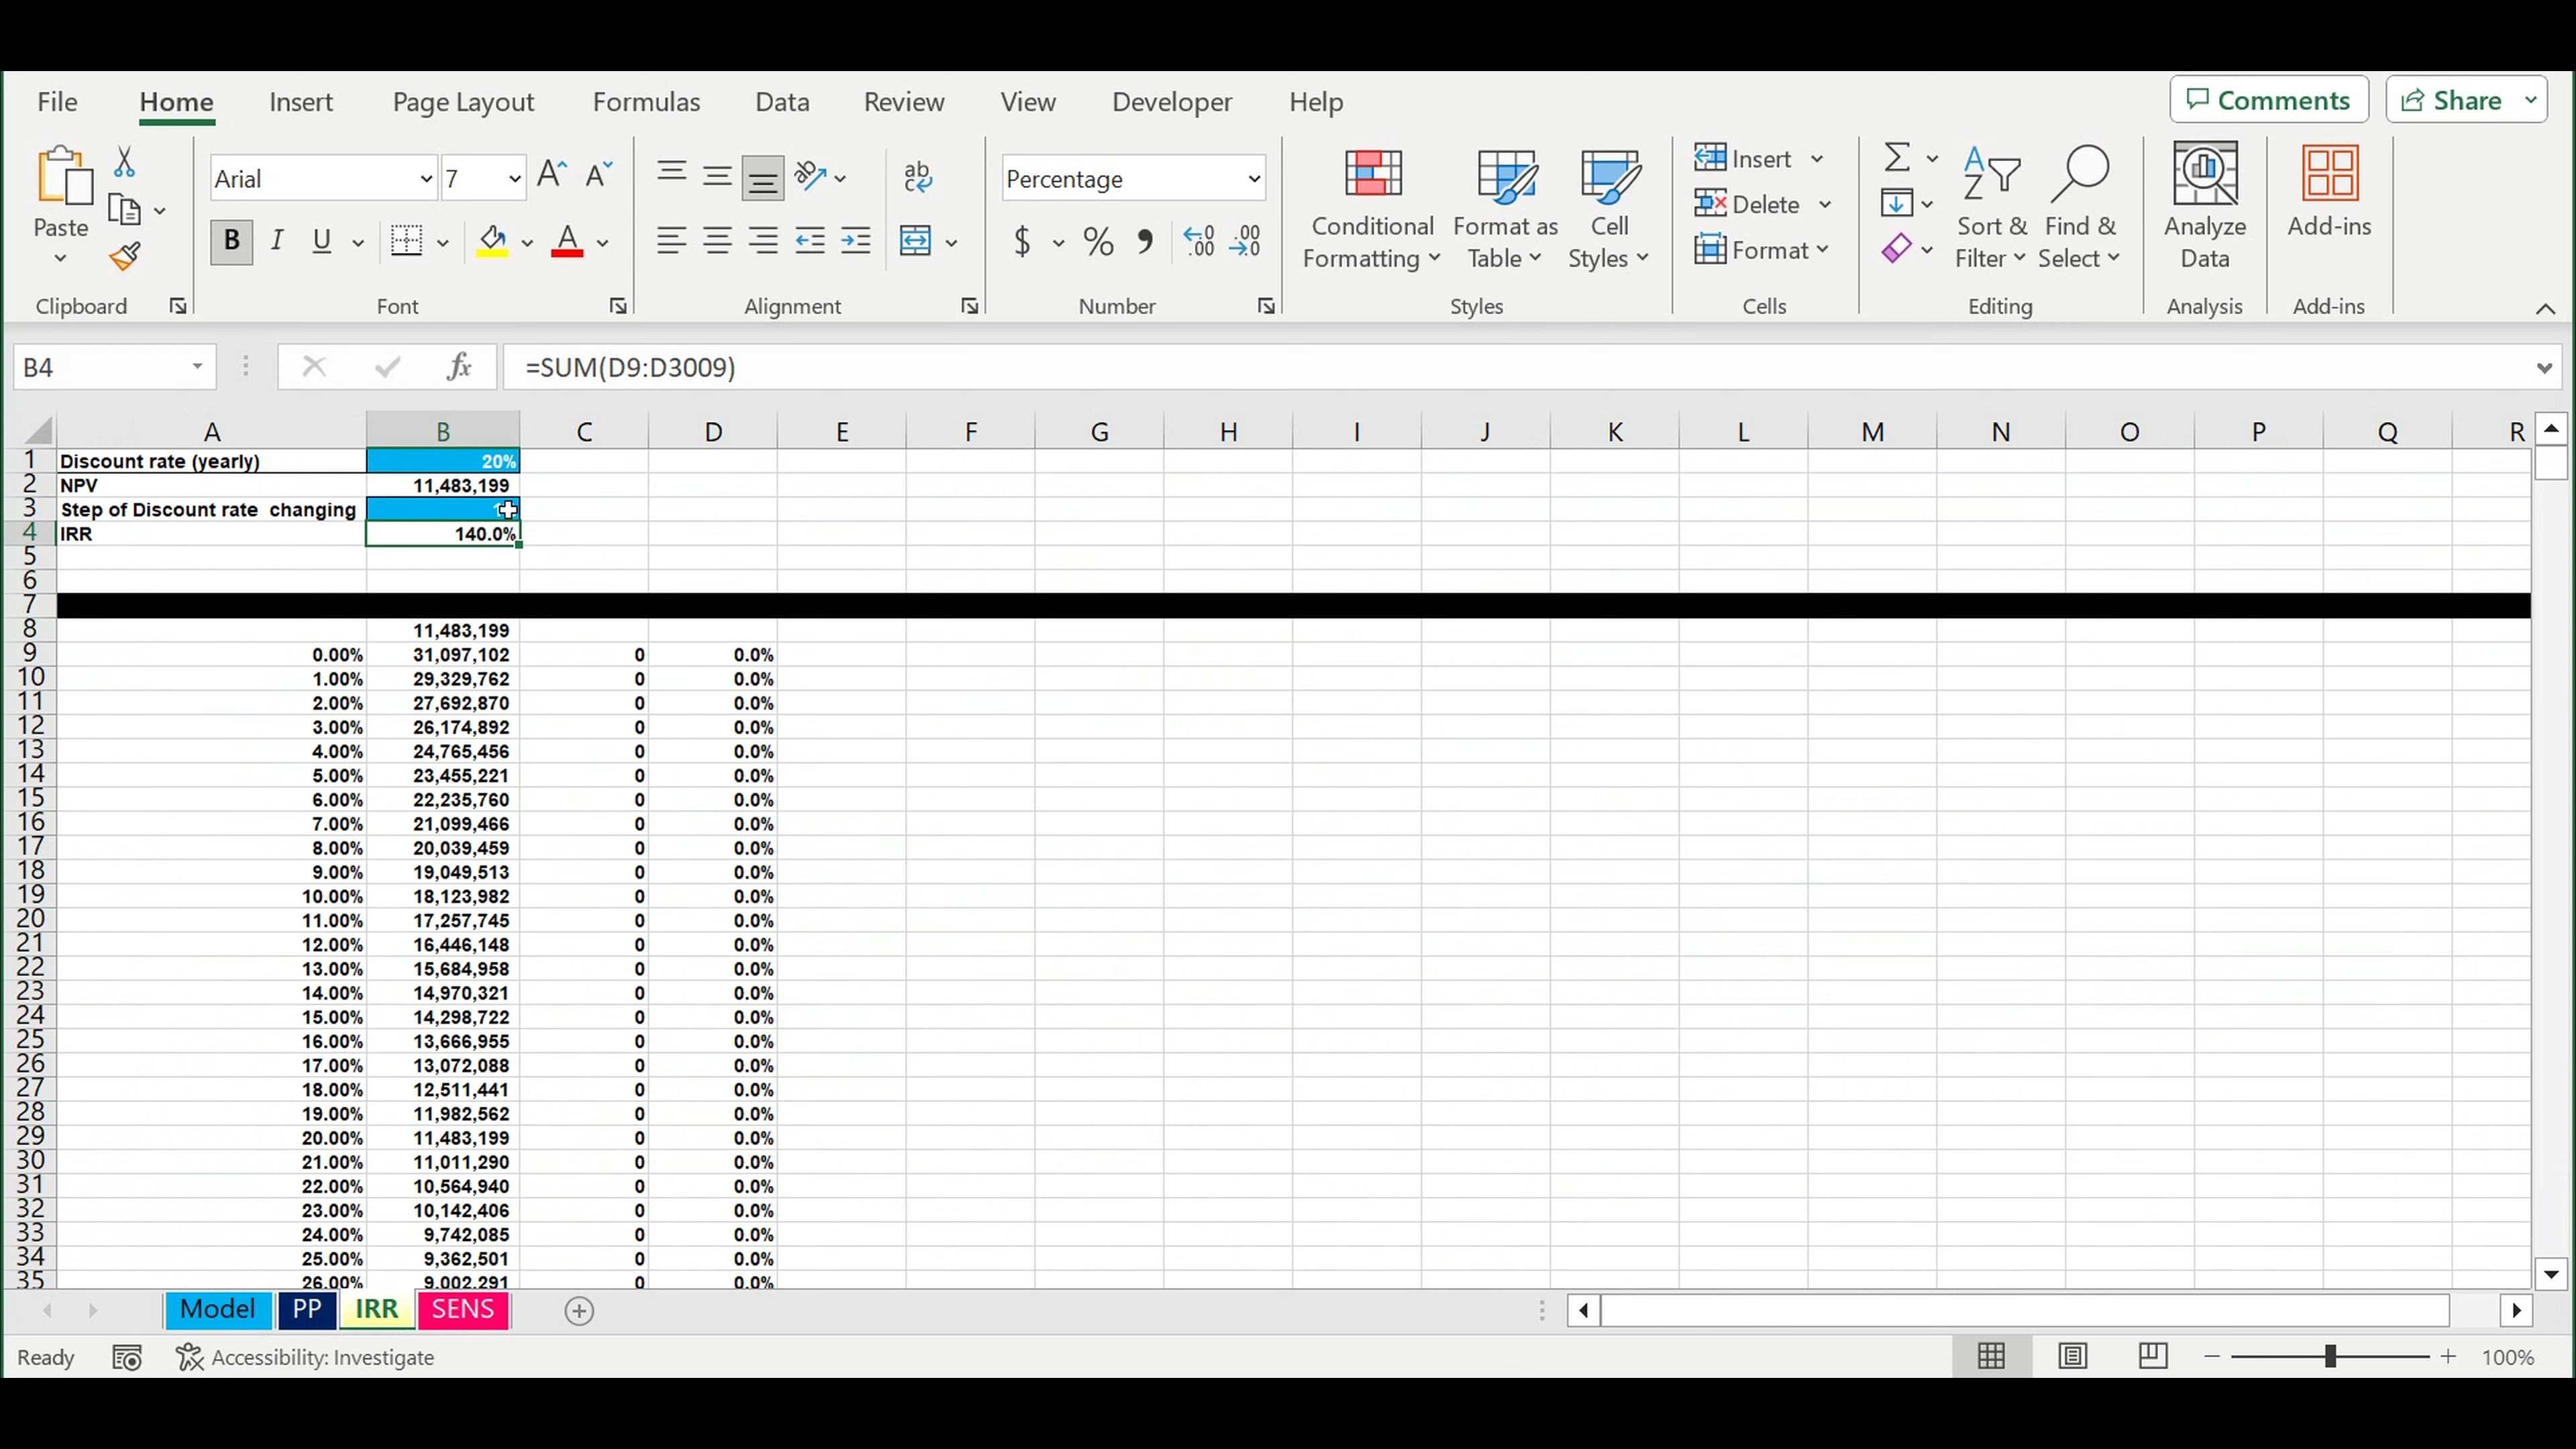 File Home Insert Page Layout Formulas Data Review View Developer Help Comments Share
Paste
Clipboard
Arial 7
B I U
Font
ab
Alignment
Percentage
$ %
Number
Conditional Formatting
Format as Table
Cell Styles
Styles
Insert
Delete
Format
Cells
Sort & Filter
Find & Select
Editing
Analyze Data
Analysis
Add-ins
Add-ins
B4 fx =SUM(D9:D3009)
A B C D E F G H I J K L M N O P Q R
1 Discount rate (yearly) 20%
2 NPV 11,483,199
3 Step of Discount rate changing
4 IRR 140.0%
5
6
7
8 11,483,199
9 0.00% 31,097,102 0 0.0%
10 1.00% 29,329,762 0 0.0%
11 2.00% 27,692,870 0 0.0%
12 3.00% 26,174,892 0 0.0%
13 4.00% 24,765,456 0 0.0%
14 5.00% 23,455,221 0 0.0%
15 6.00% 22,235,760 0 0.0%
16 7.00% 21,099,466 0 0.0%
17 8.00% 20,039,459 0 0.0%
18 9.00% 19,049,513 0 0.0%
19 10.00% 18,123,982 0 0.0%
20 11.00% 17,257,745 0 0.0%
21 12.00% 16,446,148 0 0.0%
22 13.00% 15,684,958 0 0.0%
23 14.00% 14,970,321 0 0.0%
24 15.00% 14,298,722 0 0.0%
25 16.00% 13,666,955 0 0.0%
26 17.00% 13,072,088 0 0.0%
27 18.00% 12,511,441 0 0.0%
28 19.00% 11,982,562 0 0.0%
29 20.00% 11,483,199 0 0.0%
30 21.00% 11,011,290 0 0.0%
31 22.00% 10,564,940 0 0.0%
32 23.00% 10,142,406 0 0.0%
33 24.00% 9,742,085 0 0.0%
34 25.00% 9,362,501 0 0.0%
35 26.00% 9,002,291 0 0.0%
Model PP IRR SENS
Ready Accessibility: Investigate 100%